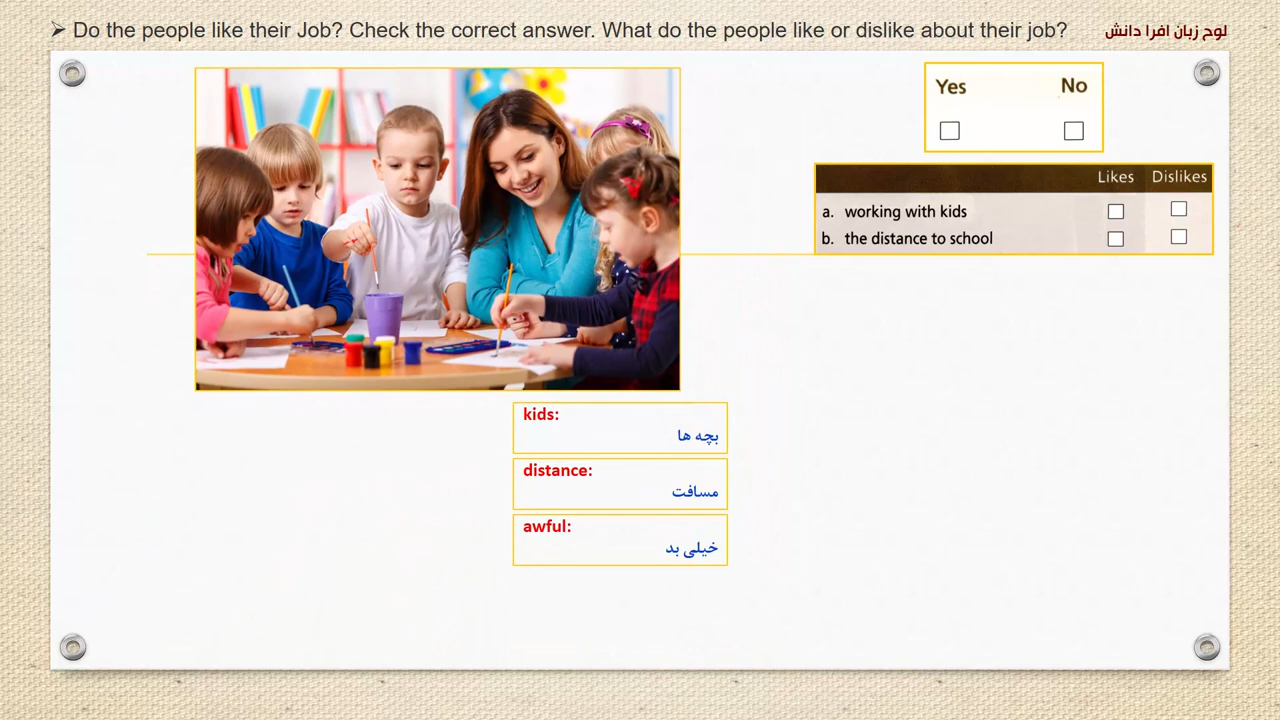 ➢ Do the people like their Job? Check the correct answer. What do the people like or dislike about their job?
لوح زبان افرا دانش
Yes No
Likes Dislikes
a. working with kids
b. the distance to school
kids:
بچه ها
distance:
مسافت
awful:
خیلی بد